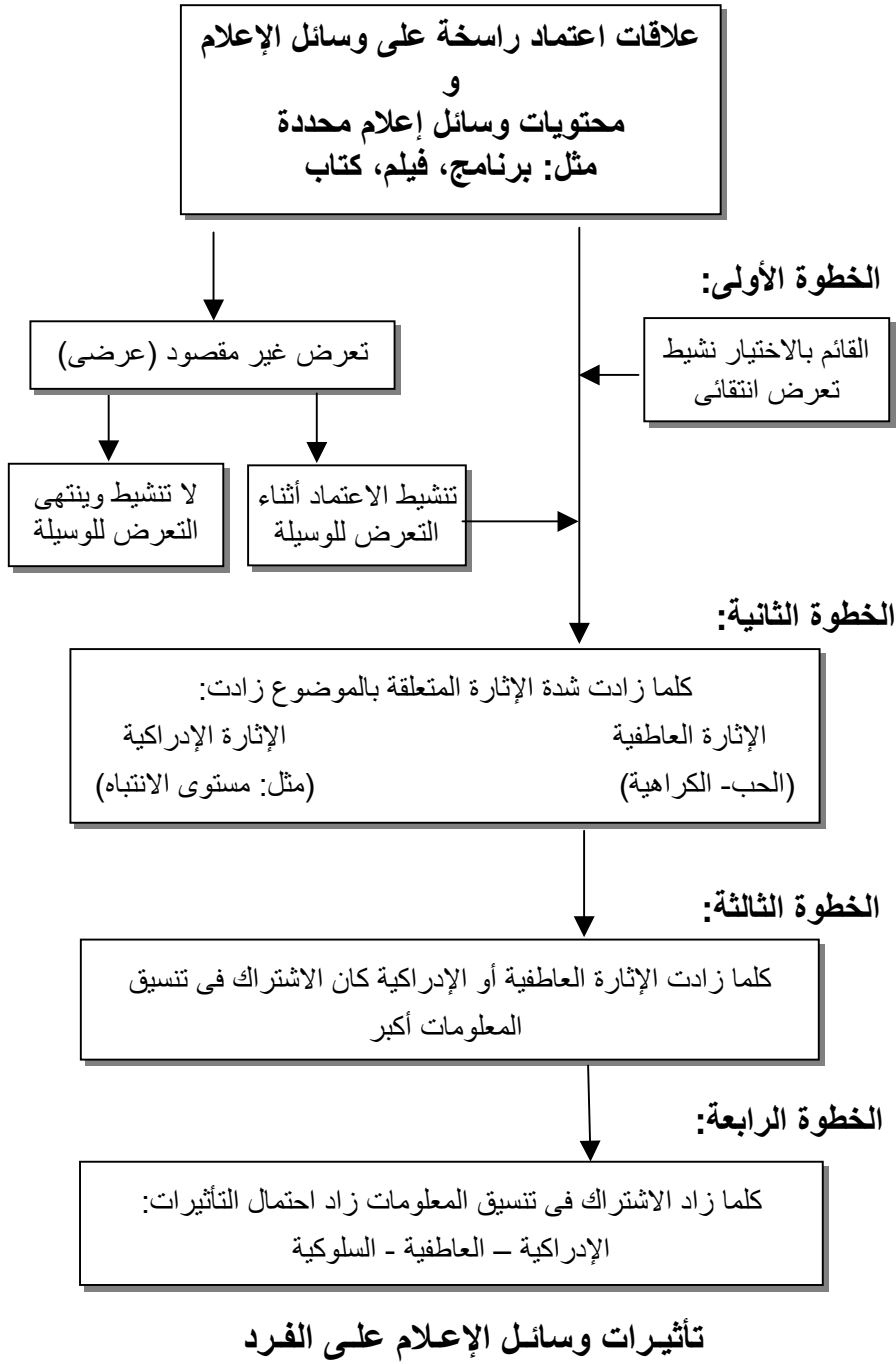 علاقات اعتماد راسخة على وسائل الإعلام
و
محتويات وسائل إعلام محددة
مثل: برنامج، فيلم، كتاب
الخطوة الأولى:
القائم بالاختيار نشيط
تعرض انتقائى
تعرض غير مقصود (عرضى)
تنشيط الاعتماد أثناء
التعرض للوسيلة
لا تنشيط وينتهى
التعرض للوسيلة
الخطوة الثانية:
كلما زادت شدة الإثارة المتعلقة بالموضوع زادت:
الإثارة العاطفية الإثارة الإدراكية
(الحب- الكراهية) (مثل: مستوى الانتباه)
الخطوة الثالثة:
كلما زادت الإثارة العاطفية أو الإدراكية كان الاشتراك فى تنسيق
المعلومات أكبر
الخطوة الرابعة:
كلما زاد الاشتراك فى تنسيق المعلومات زاد احتمال التأثيرات:
الإدراكية – العاطفية - السلوكية
تأثيرات وسائل الإعلام على الفرد